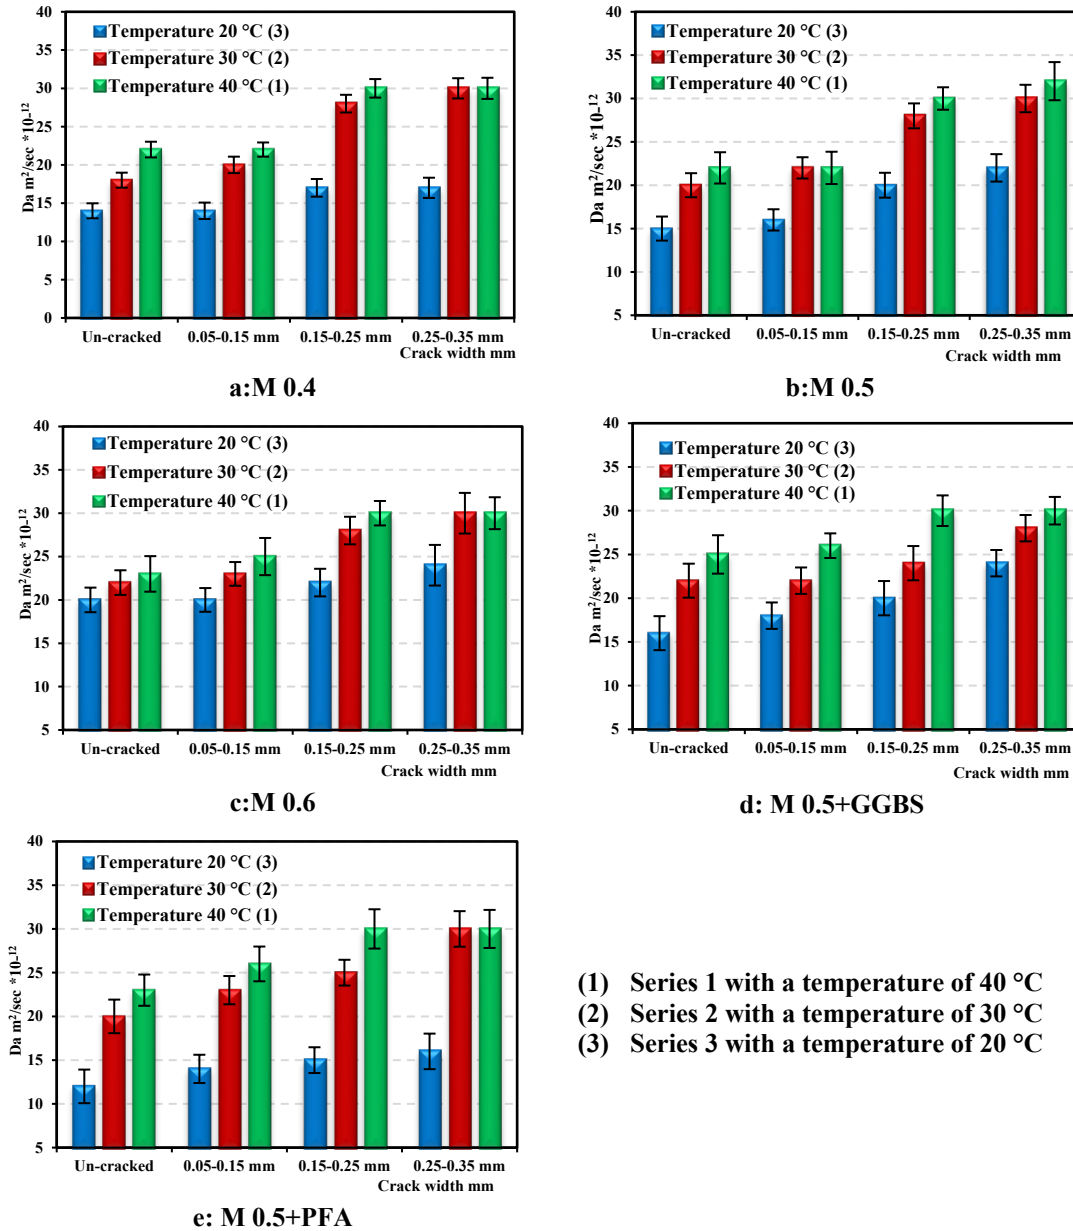 40
35
30
25
20
15
10
5
0
Da m²/sec *10-¹²
Temperature 20 °C (3)
Temperature 30 °C (2)
Temperature 40 °C (1)
Un-cracked 0.05-0.15 mm 0.15-0.25 mm 0.25-0.35 mm
Crack width mm
a:M 0.4
40
35
30
25
20
15
10
5
Da m²/sec *10-¹²
Temperature 20 °C (3)
Temperature 30 °C (2)
Temperature 40 °C (1)
Un-cracked 0.05-0.15 mm 0.15-0.25 mm 0.25-0.35 mm
Crack width mm
b:M 0.5
40
35
30
25
20
15
10
5
Da m²/sec *10-¹²
Temperature 20 °C (3)
Temperature 30 °C (2)
Temperature 40 °C (1)
Un-cracked 0.05-0.15 mm 0.15-0.25 mm 0.25-0.35 mm
Crack width mm
c:M 0.6
40
35
30
25
20
15
10
5
Da m²/sec *10-¹²
Temperature 20 °C (3)
Temperature 30 °C (2)
Temperature 40 °C (1)
Un-cracked 0.05-0.15 mm 0.15-0.25 mm 0.25-0.35 mm
Crack width mm
d: M 0.5+GGBS
40
35
30
25
20
15
10
5
Da m²/sec *10-¹²
Temperature 20 °C (3)
Temperature 30 °C (2)
Temperature 40 °C (1)
Un-cracked 0.05-0.15 mm 0.15-0.25 mm 0.25-0.35 mm
Crack width mm
e: M 0.5+PFA
(1) Series 1 with a temperature of 40 °C
(2) Series 2 with a temperature of 30 °C
(3) Series 3 with a temperature of 20 °C